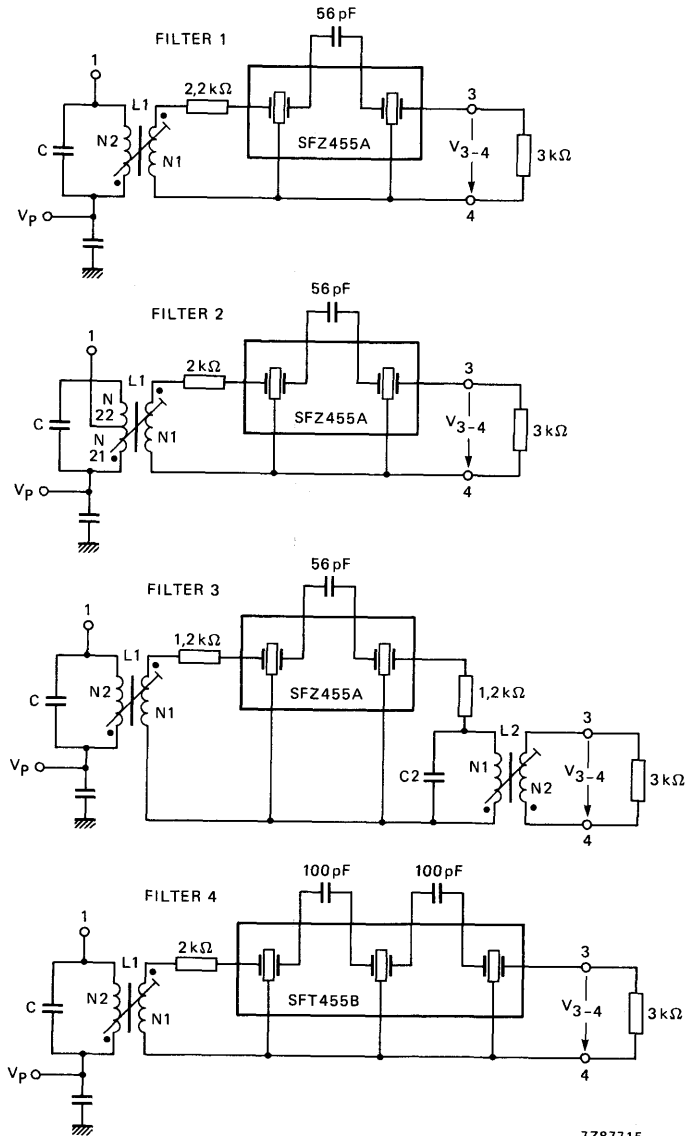 56 pF
FILTER 1
1
L1
2,2 kΩ
C
N2
N1
SFZ455A
3
V3-4
3 kΩ
4
VP
56 pF
FILTER 2
1
L1
2 kΩ
C
N
22
N
21
N1
SFZ455A
3
V3-4
3 kΩ
4
VP
56 pF
FILTER 3
1
L1
1,2 kΩ
C
N2
N1
SFZ455A
1,2 kΩ
L2
C2
N1
N2
3
V3-4
3 kΩ
4
VP
100 pF 100 pF
FILTER 4
1
L1
2 kΩ
C
N2
N1
SFT455B
3
V3-4
3 kΩ
4
VP